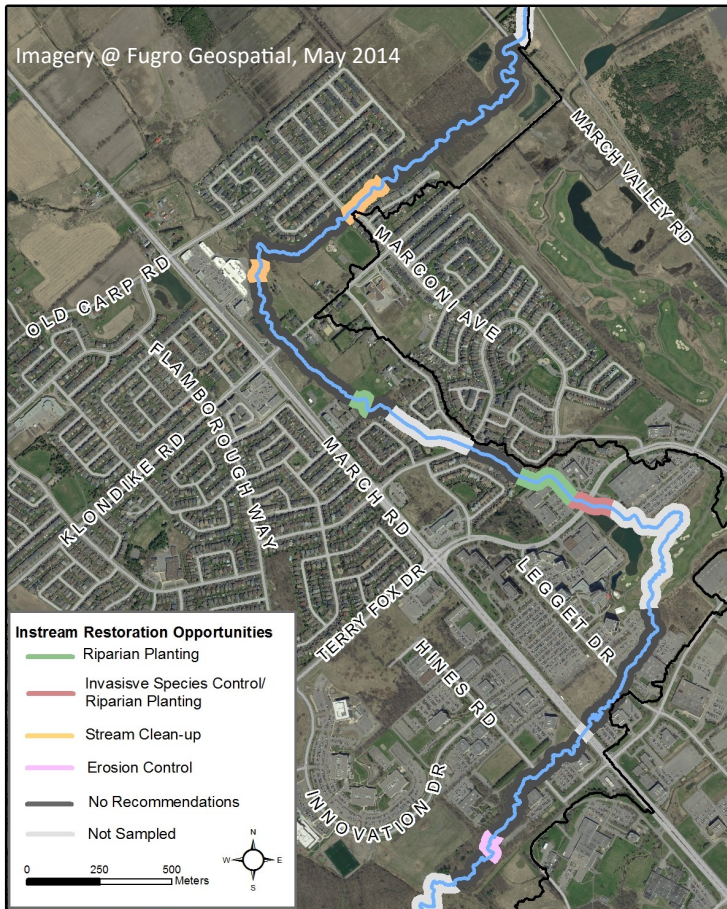 Imagery @ Fugro Geospatial, May 2014
MARCH VALLEY RD
MARCONI AVE
OLD CARP RD
FLAMBOROUGH WAY
KLONDIKE RD
MARCH RD
TERRY FOX DR
LEGGET DR
HINES RD
INNOVATION DR
Instream Restoration Opportunities
Riparian Planting
Invasisve Species Control/
Riparian Planting
Stream Clean-up
Erosion Control
No Recommendations
Not Sampled
N
W E
S
0 250 500
Meters